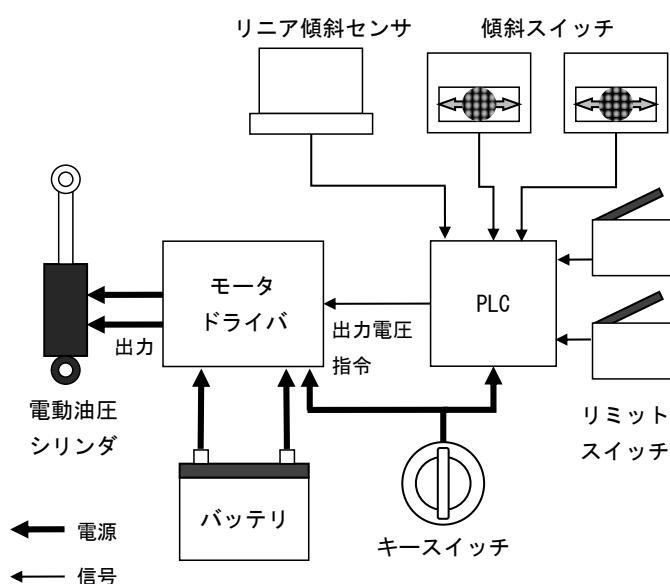 リニア傾斜センサ
傾斜スイッチ
モータ
ドライバ
PLC
出力電圧
指令
出力
電動油圧
シリンダ
リミット
スイッチ
バッテリ
キースイッチ
電源
信号